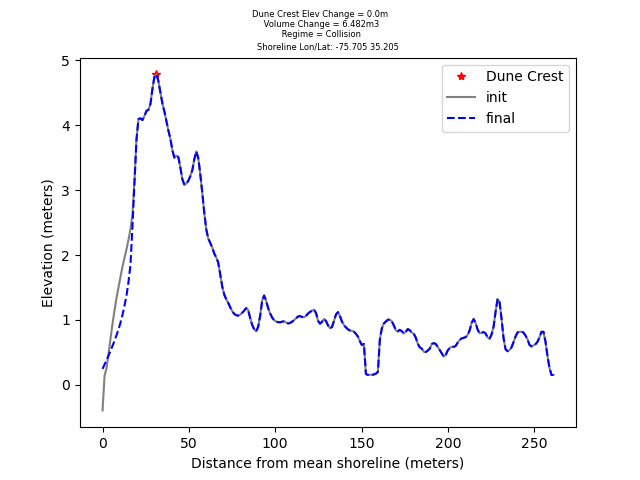 Dune Crest Elev Change = 0.0m
Volume Change = 6.482m3
Regime = Collision
Shoreline Lon/Lat: -75.705 35.205
Dune Crest
init
final
Elevation (meters)
5
4
3
2
1
0
0 50 100 150 200 250
Distance from mean shoreline (meters)